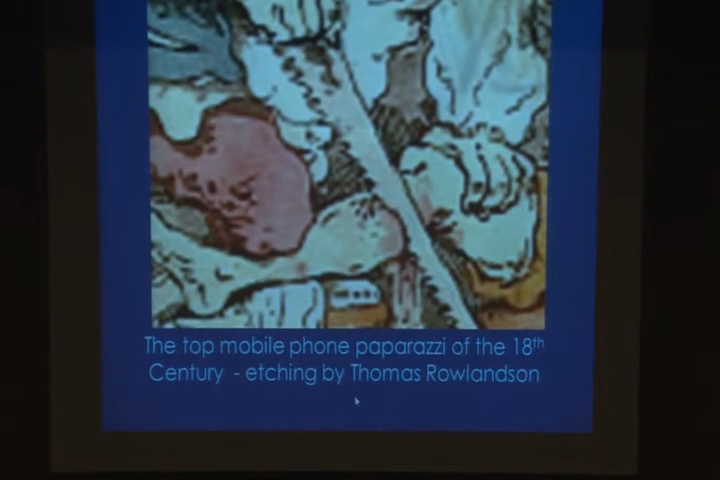 The top mobile phone paparazzi of the 18th
Century - etching by Thomas Rowlandson